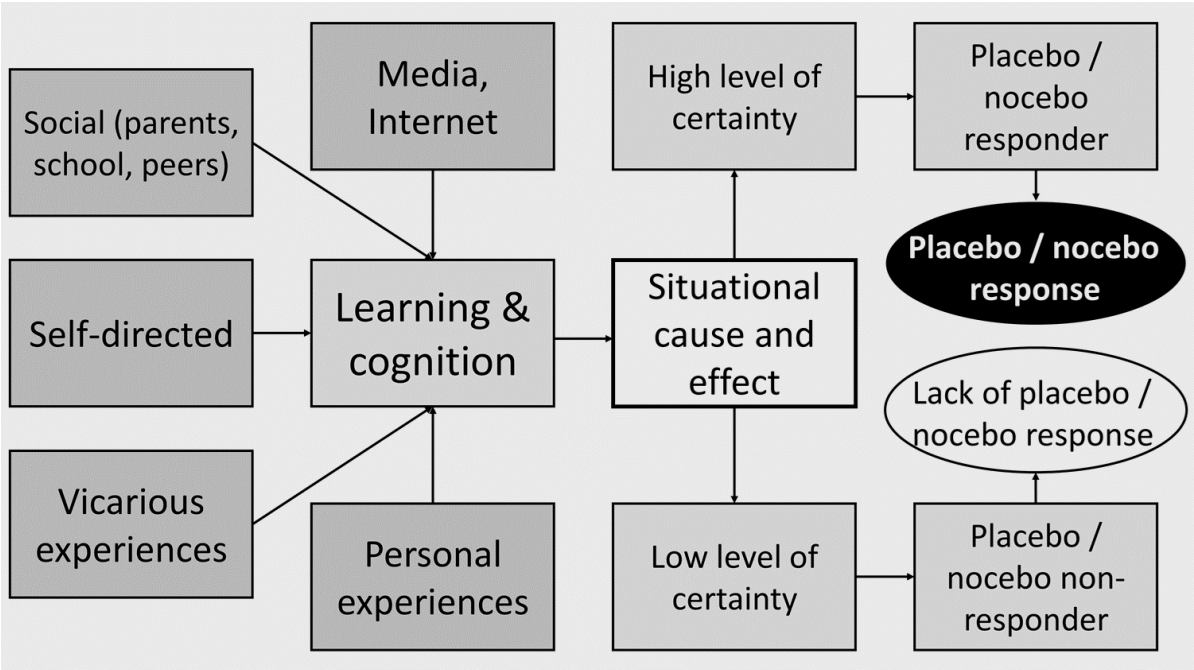 Social (parents,
school, peers)
Media,
Internet
Self-directed
Learning &
cognition
Vicarious
experiences
Personal
experiences
Situational
cause and
effect
High level of
certainty
Placebo /
nocebo
responder
Placebo / nocebo
response
Low level of
certainty
Placebo /
nocebo non-
responder
Lack of placebo /
nocebo response